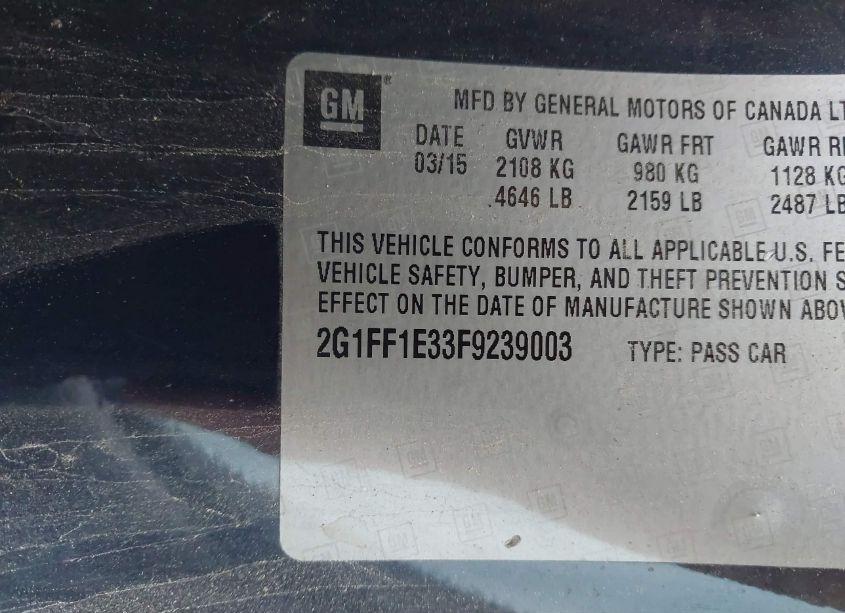 GM ®
MFD BY GENERAL MOTORS OF CANADA LT
DATE GVWR GAWR FRT GAWR R
03/15 2108 KG 980 KG 1128 KG
4646 LB 2159 LB 2487 LB
THIS VEHICLE CONFORMS TO ALL APPLICABLE U.S. FE
VEHICLE SAFETY, BUMPER, AND THEFT PREVENTION S
EFFECT ON THE DATE OF MANUFACTURE SHOWN ABOV
2G1FF1E33F9239003 TYPE: PASS CAR